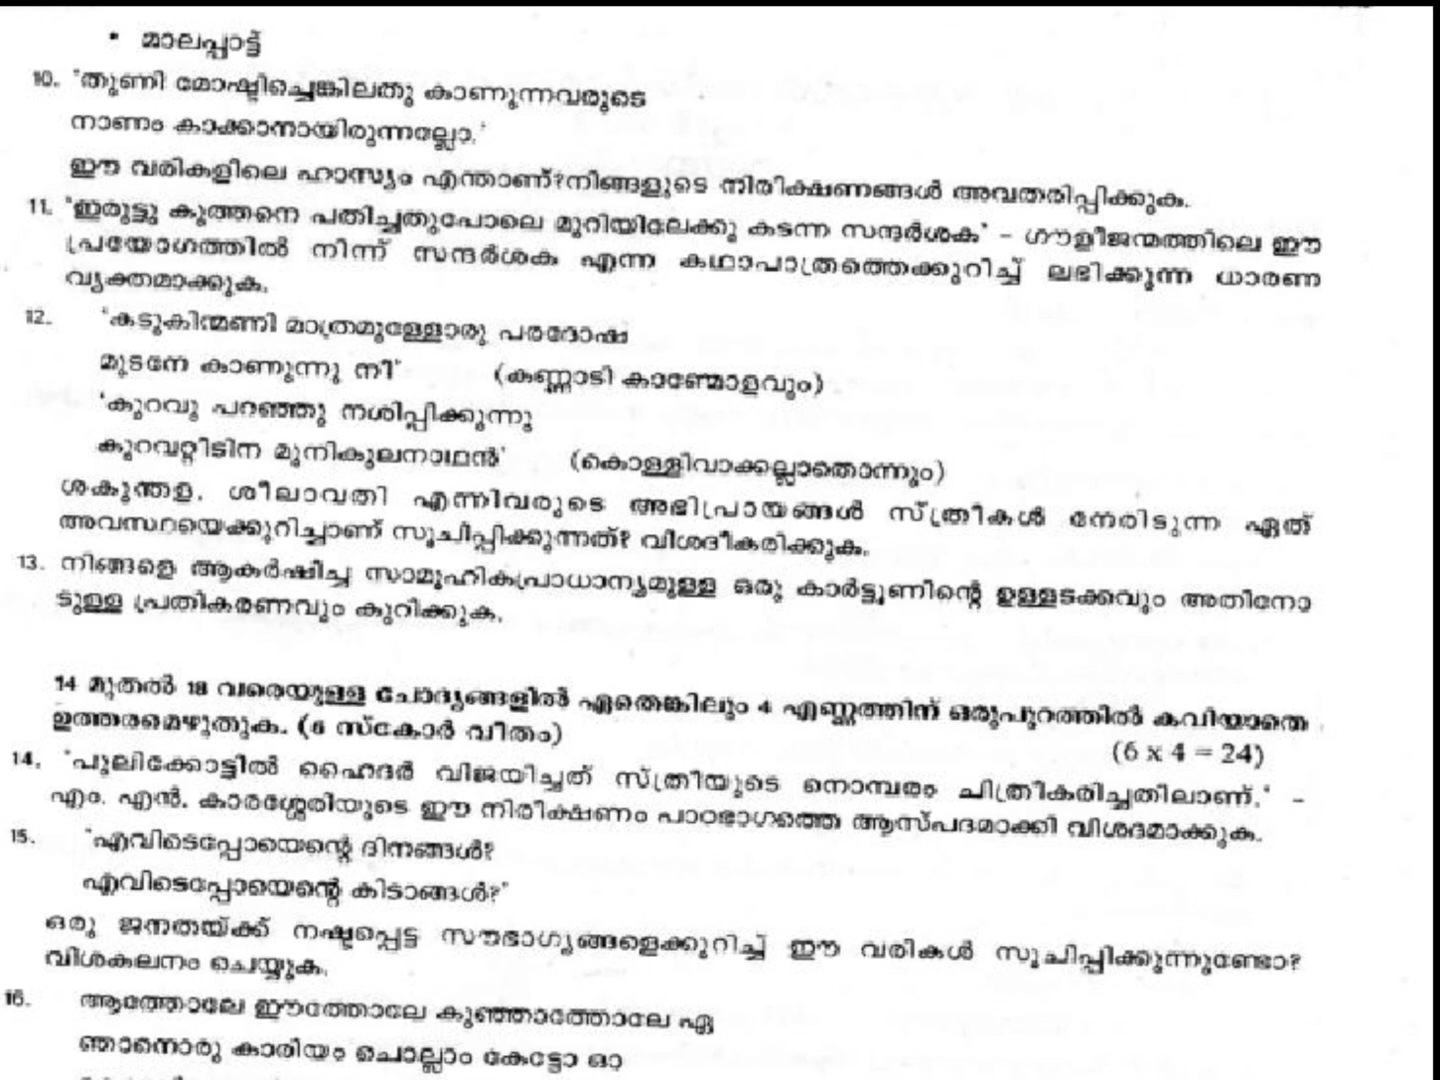 • മാലപ്പാട്ട്
10. 'തുണി മോഷ്ടിച്ചെങ്കിലതു കാണുന്നവരുടെ
നാണം കാക്കാനായിരുന്നല്ലോ.'
ഈ വരികളിലെ ഹാസ്യം എന്താണ്?നിങ്ങളുടെ നിരീക്ഷണങ്ങൾ അവതരിപ്പിക്കുക.
11. 'ഇരുട്ടു കുത്തനെ പതിച്ചതുപോലെ മുറിയിലേക്കു കടന്ന സന്ദർശക' - ഗൗളിജന്മത്തിലെ ഈ
പ്രയോഗത്തിൽ നിന്ന് സന്ദർശക എന്ന കഥാപാത്രത്തെക്കുറിച്ച് ലഭിക്കുന്ന ധാരണ
വ്യക്തമാക്കുക.
12. 'കടുകിന്മണി മാത്രമുള്ളോരു പരദോഷ
മുടനേ കാണുന്നു നീ' (കണ്ണാടി കാണ്മോളവും)
'കുറവു പറഞ്ഞു നശിപ്പിക്കുന്നു
കുറവറ്റീടിന മുനികുലനാഥൻ' (കൊള്ളിവാക്കല്ലാതൊന്നും)
ശകുന്തള, ശീലാവതി എന്നിവരുടെ അഭിപ്രായങ്ങൾ സ്ത്രീകൾ നേരിടുന്ന ഏത്
അവസ്ഥയെക്കുറിച്ചാണ് സൂചിപ്പിക്കുന്നത്? വിശദീകരിക്കുക.
13. നിങ്ങളെ ആകർഷിച്ച സാമൂഹികപ്രാധാന്യമുള്ള ഒരു കാർട്ടൂണിന്റെ ഉള്ളടക്കവും അതിനോ
ടുള്ള പ്രതികരണവും കുറിക്കുക.
14 മുതൽ 18 വരെയുള്ള ചോദ്യങ്ങളിൽ ഏതെങ്കിലും 4 എണ്ണത്തിന് ഒരുപുറത്തിൽ കവിയാതെ
ഉത്തരമെഴുതുക. (6 സ്കോർ വീതം) (6 x 4 = 24)
14. 'പുലിക്കോട്ടിൽ ഹൈദർ വിജയിച്ചത് സ്ത്രീയുടെ നൊമ്പരം ചിത്രീകരിച്ചതിലാണ്.' -
എം. എൻ. കാരശ്ശേരിയുടെ ഈ നിരീക്ഷണം പാഠഭാഗത്തെ ആസ്പദമാക്കി വിശദമാക്കുക.
15. 'എവിടെപ്പോയെന്റെ ദിനങ്ങൾ?
എവിടെപ്പോയെന്റെ കിടാങ്ങൾ?'
ഒരു ജനതയ്ക്ക് നഷ്ടപ്പെട്ട സൗഭാഗ്യങ്ങളെക്കുറിച്ച് ഈ വരികൾ സൂചിപ്പിക്കുന്നുണ്ടോ?
വിശകലനം ചെയ്യുക.
16. ആത്തോലേ ഈത്തോലേ കുഞ്ഞാത്തോലേ ഏ
ഞാനൊരു കാരിയം ചൊല്ലാം കേട്ടോ ഓ